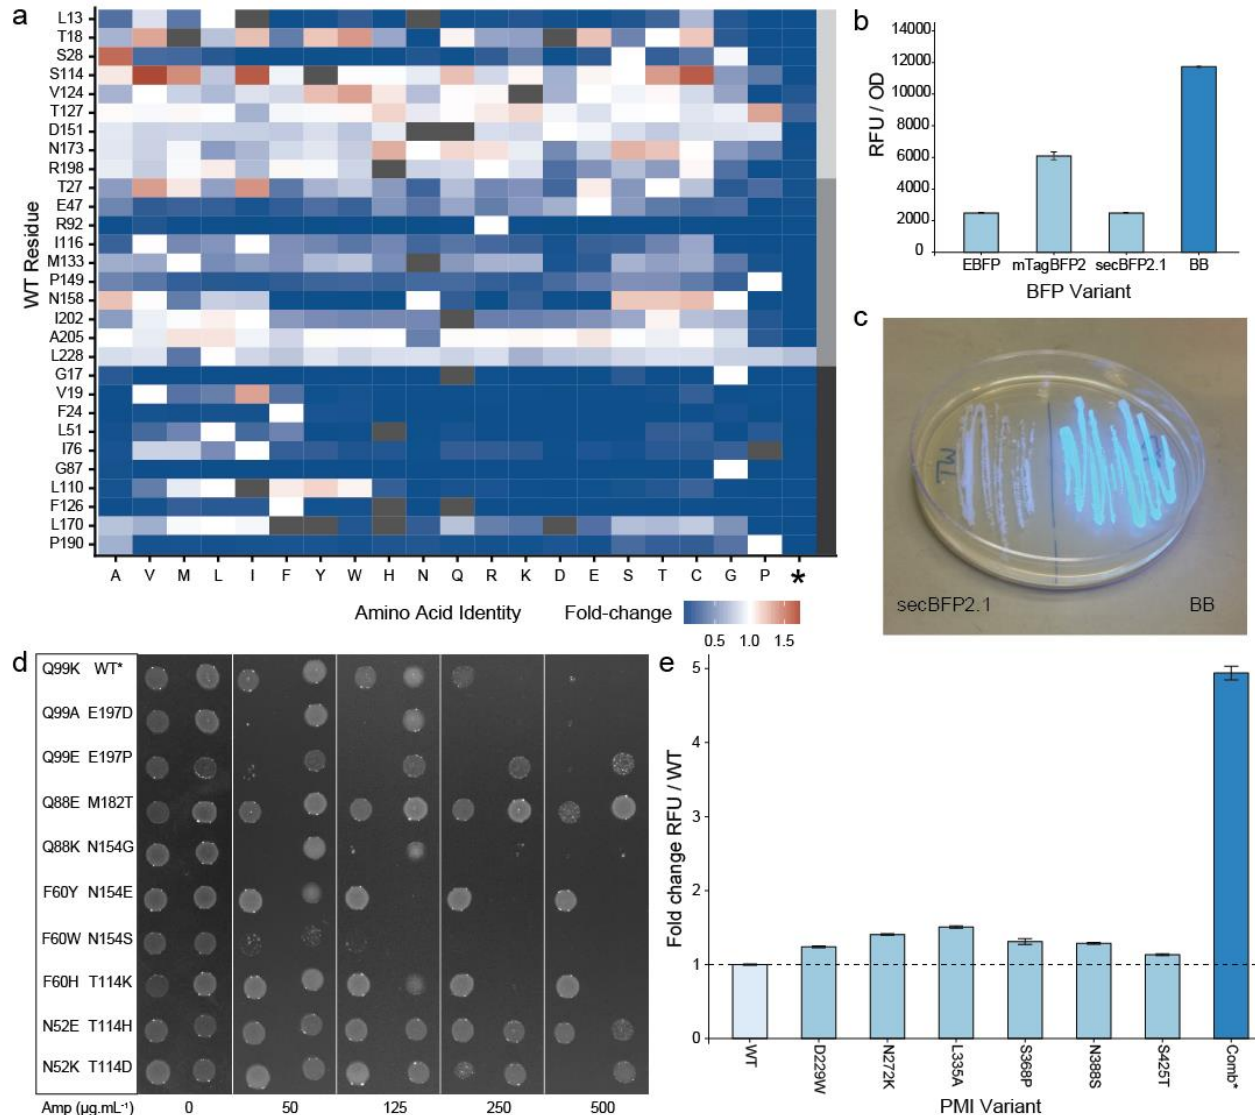 a
WT Residue
L13
T18
S28
S114
V124
T127
D151
N173
R198
T27
E47
R92
I116
M133
P149
N158
I202
A205
L228
G17
V19
F24
L51
I76
G87
L110
F126
L170
P190
A V M L I F Y W H N Q R K D E S T C G P *
Amino Acid Identity
Fold-change
0.5 1.0 1.5
b
RFU / OD
14000
12000
10000
8000
6000
4000
2000
0
EBFP mTagBFP2 secBFP2.1 BB
BFP Variant
c
secBFP2.1 BB
d
Q99K WT*
Q99A E197D
Q99E E197P
Q88E M182T
Q88K N154G
F60Y N154E
F60W N154S
F60H T114K
N52E T114H
N52K T114D
Amp (µg.mL⁻¹) 0 50 125 250 500
e
Fold change RFU / WT
5
4
3
2
1
0
WT D229W N272K L335A S368P N388S S425T Comb*
PMI Variant